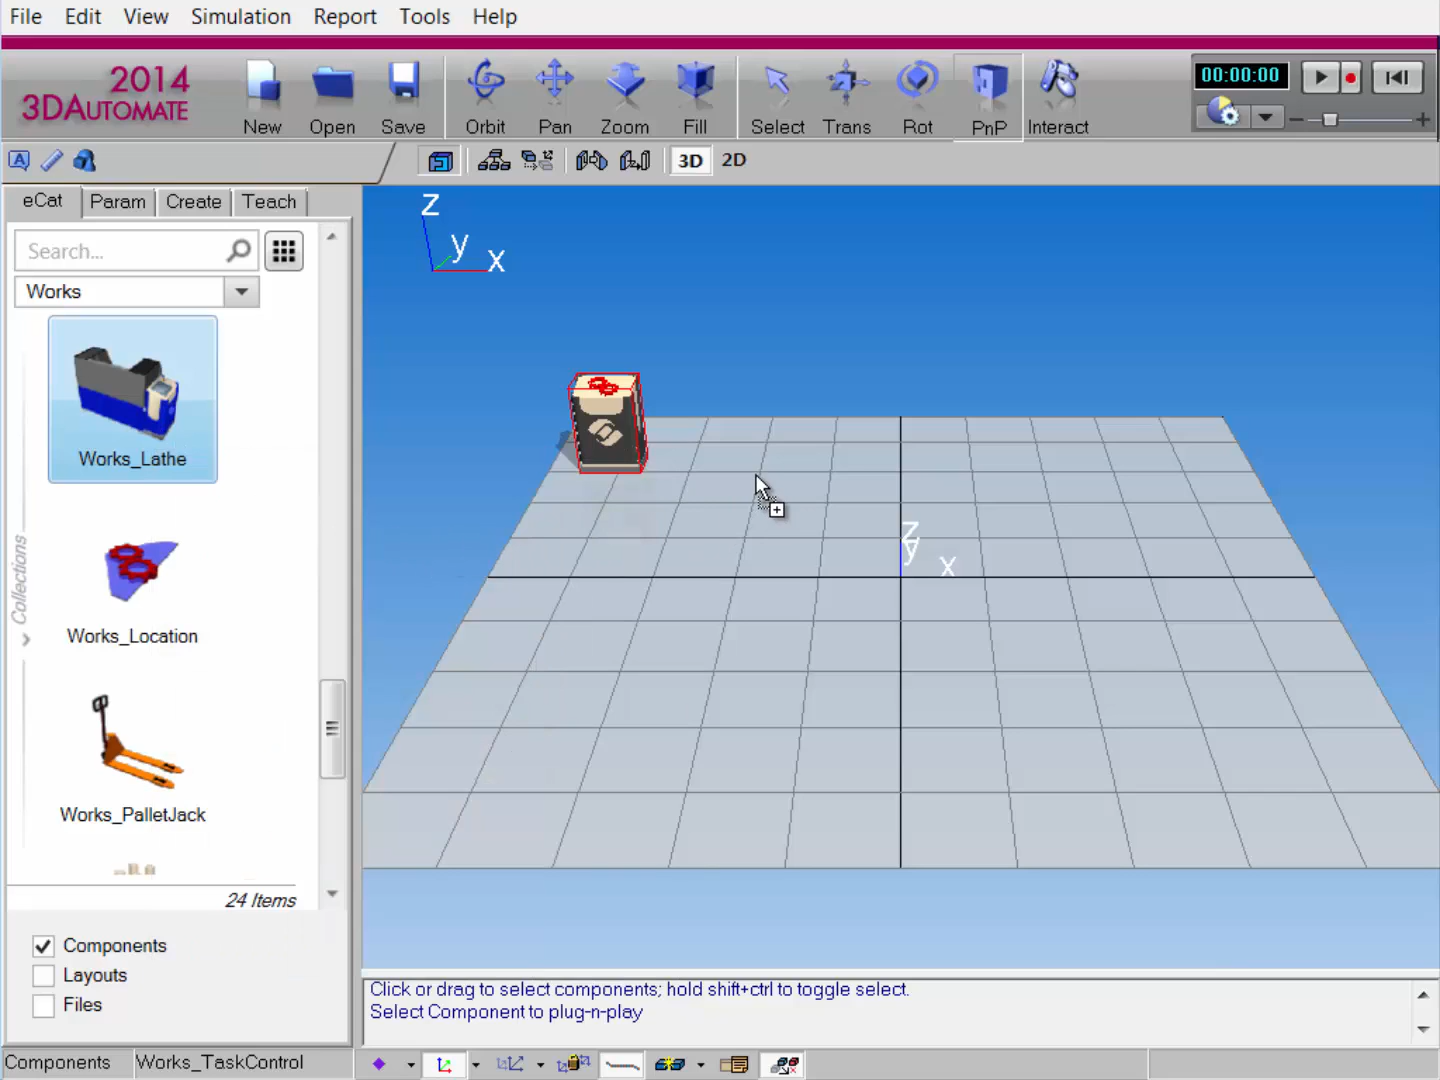 File Edit View Simulation Report Tools Help
2014
3DAUTOMATE
New Open Save Orbit Pan Zoom Fill Select Trans Rot PnP Interact
00:00:00
A
3D 2D
eCat Param Create Teach
Search...
Works
Works_Lathe
Works_Location
Works_PalletJack
Collections
24 Items
Components
Layouts
Files
z
y
x
Z
y
x
Click or drag to select components; hold shift+ctrl to toggle select.
Select Component to plug-n-play
Components Works_TaskControl